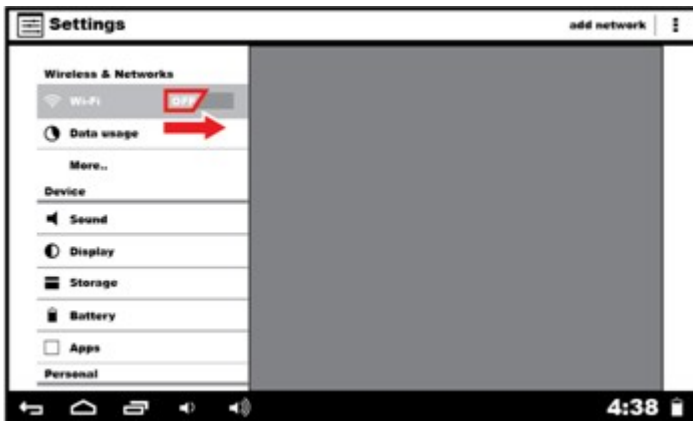 Settings
add network
Wireless & Networks
Wi-Fi OFF
Data usage
More..
Device
Sound
Display
Storage
Battery
Apps
Personal
4:38